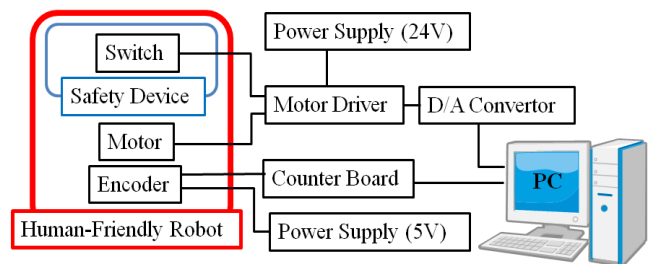 Power Supply (24V)
Switch
Safety Device
Motor Driver
D/A Convertor
Motor
Encoder
Counter Board
PC
Human-Friendly Robot
Power Supply (5V)